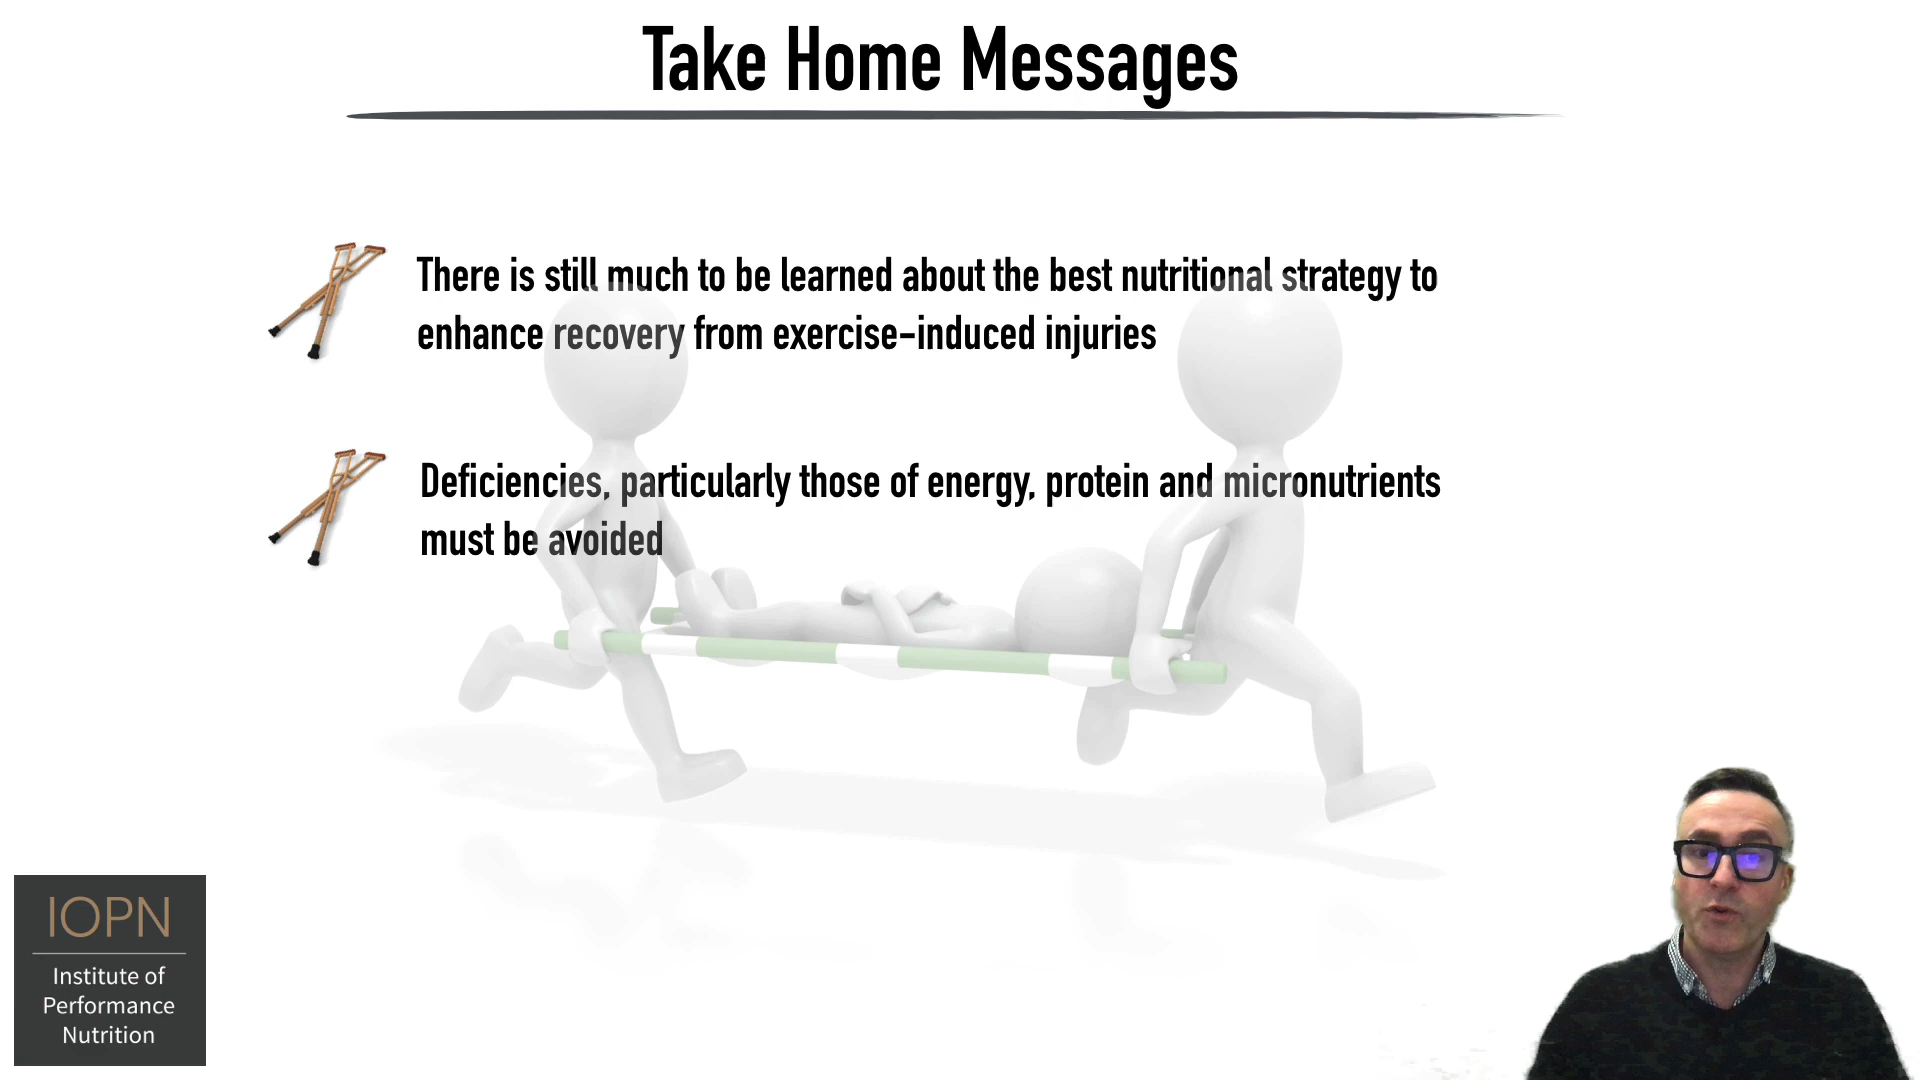 Take Home Messages
There is still much to be learned about the best nutritional strategy to
enhance recovery from exercise-induced injuries
Deficiencies, particularly those of energy, protein and micronutrients
must be avoided
IOPN
Institute of
Performance
Nutrition